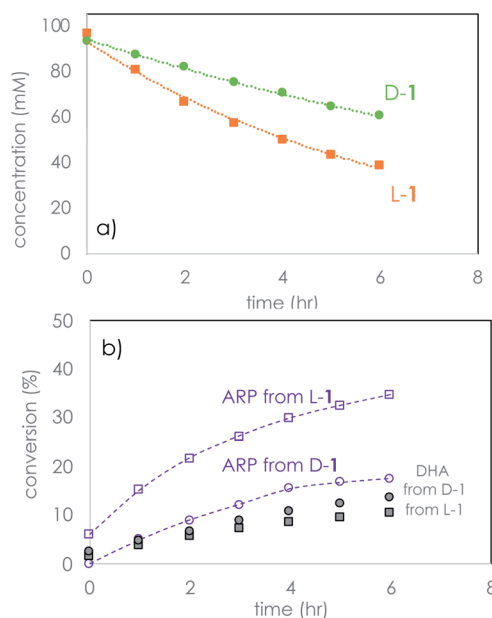 100
80
60
40
20
0
concentration (mM)
D-1
L-1
a)
0
2
4
6
8
time (hr)
50
40
30
20
10
0
conversion (%)
b)
ARP from L-1
ARP from D-1
DHA
from D-1
from L-1
0
2
4
6
8
time (hr)